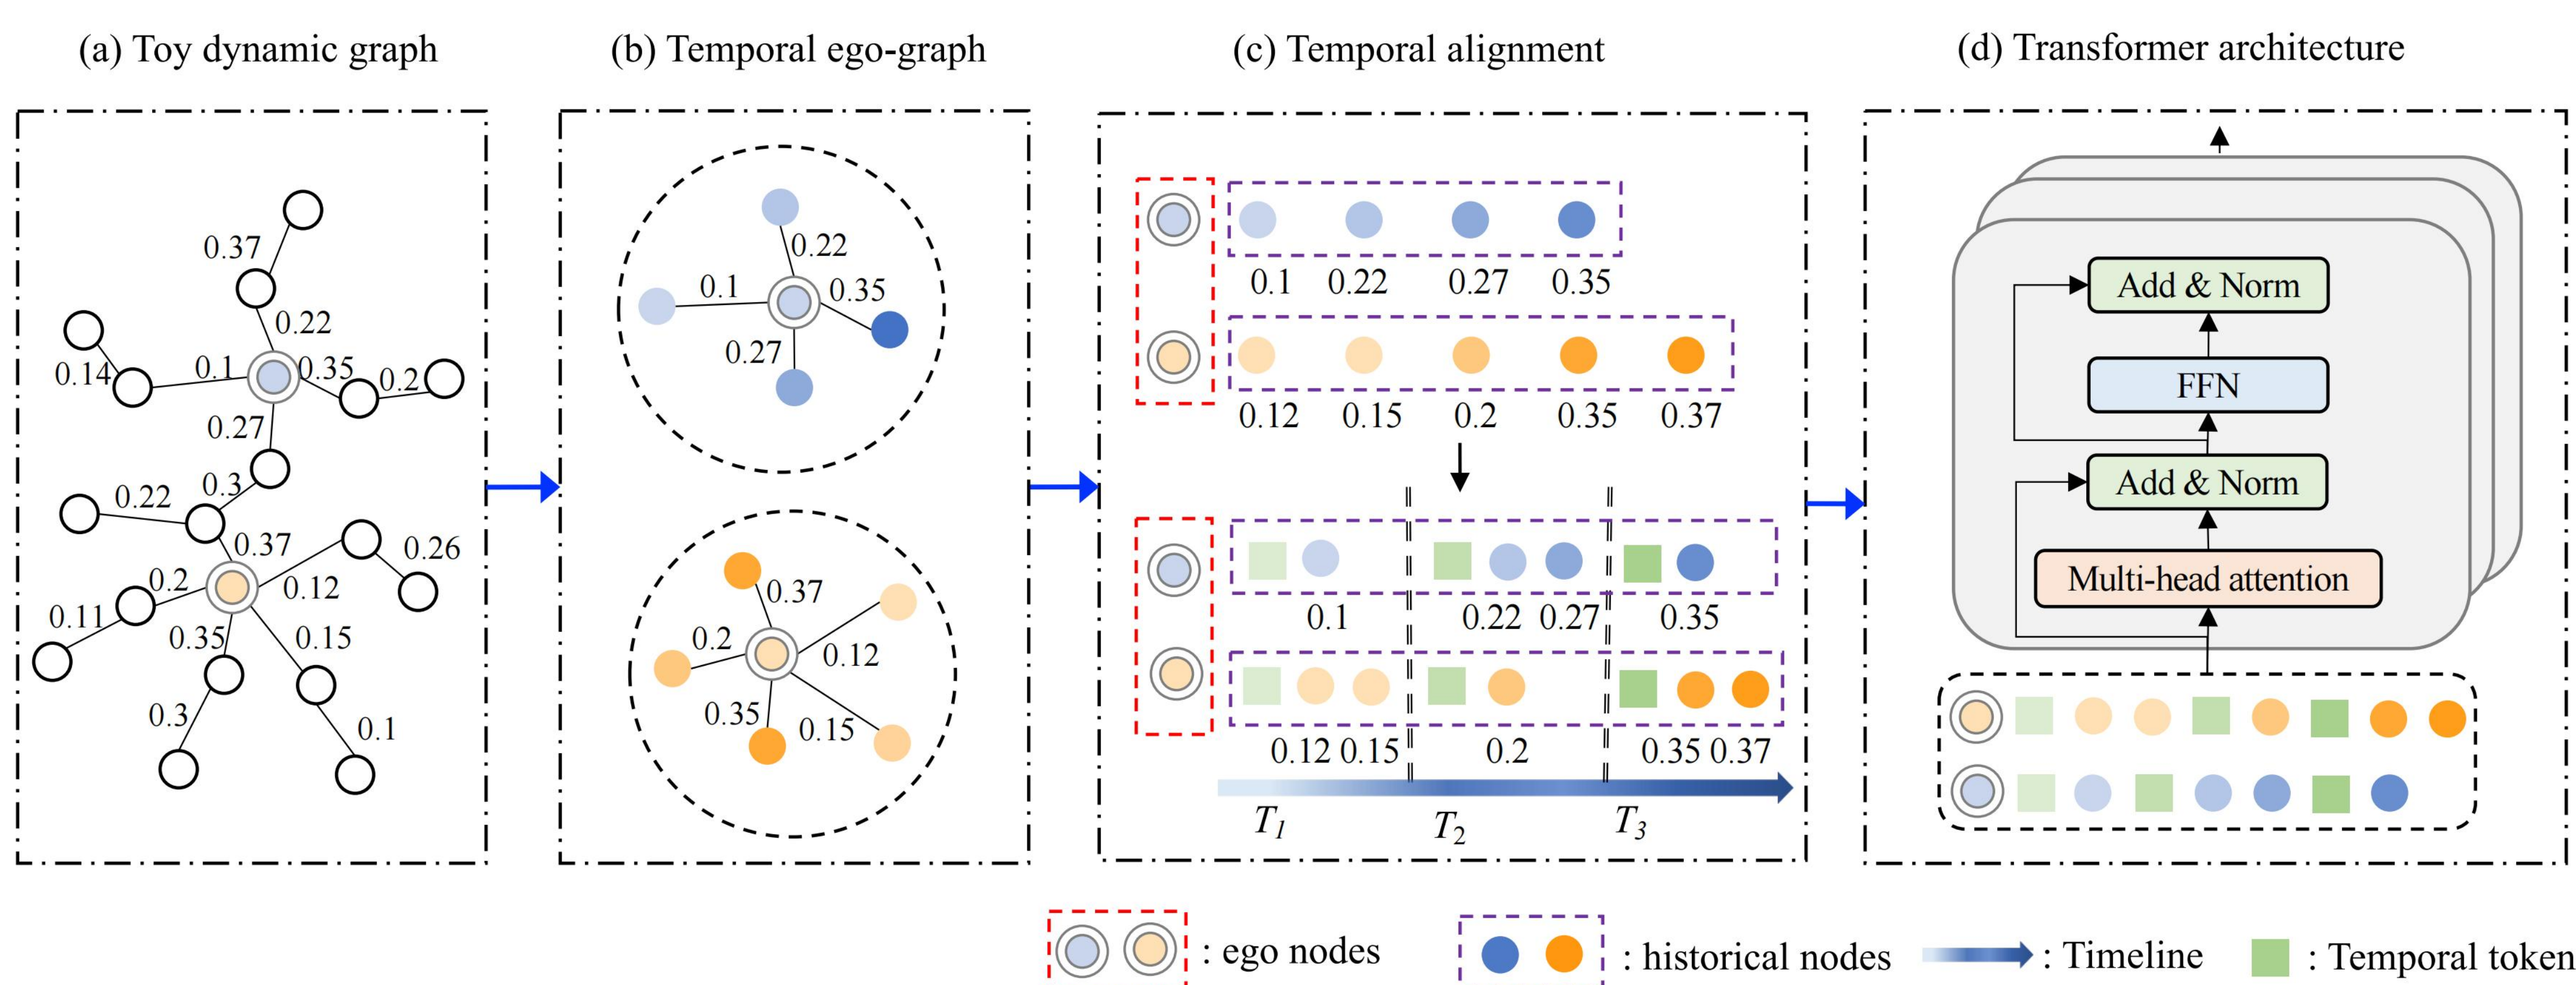 (a) Toy dynamic graph
(b) Temporal ego-graph
(c) Temporal alignment
(d) Transformer architecture
0.37
0.22
0.14
0.1
0.35
0.2
0.27
0.3
0.22
0.37
0.26
0.2
0.12
0.11
0.35
0.15
0.3
0.1
0.22
0.1
0.35
0.27
0.37
0.2
0.12
0.35
0.15
0.1 0.22 0.27 0.35
0.12 0.15 0.2 0.35 0.37
0.1 0.22 0.27 0.35
0.12 0.15 0.2 0.35 0.37
T1 T2 T3
Add & Norm
FFN
Add & Norm
Multi-head attention
: ego nodes
: historical nodes
: Timeline
: Temporal token